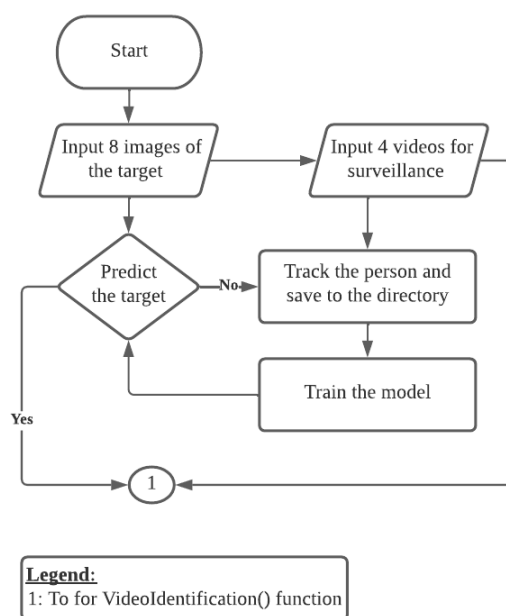 Start
Input 8 images of
the target
Input 4 videos for
surveillance
Predict
the target
No
Track the person and
save to the directory
Train the model
Yes
1
Legend:
1: To for VideoIdentification() function